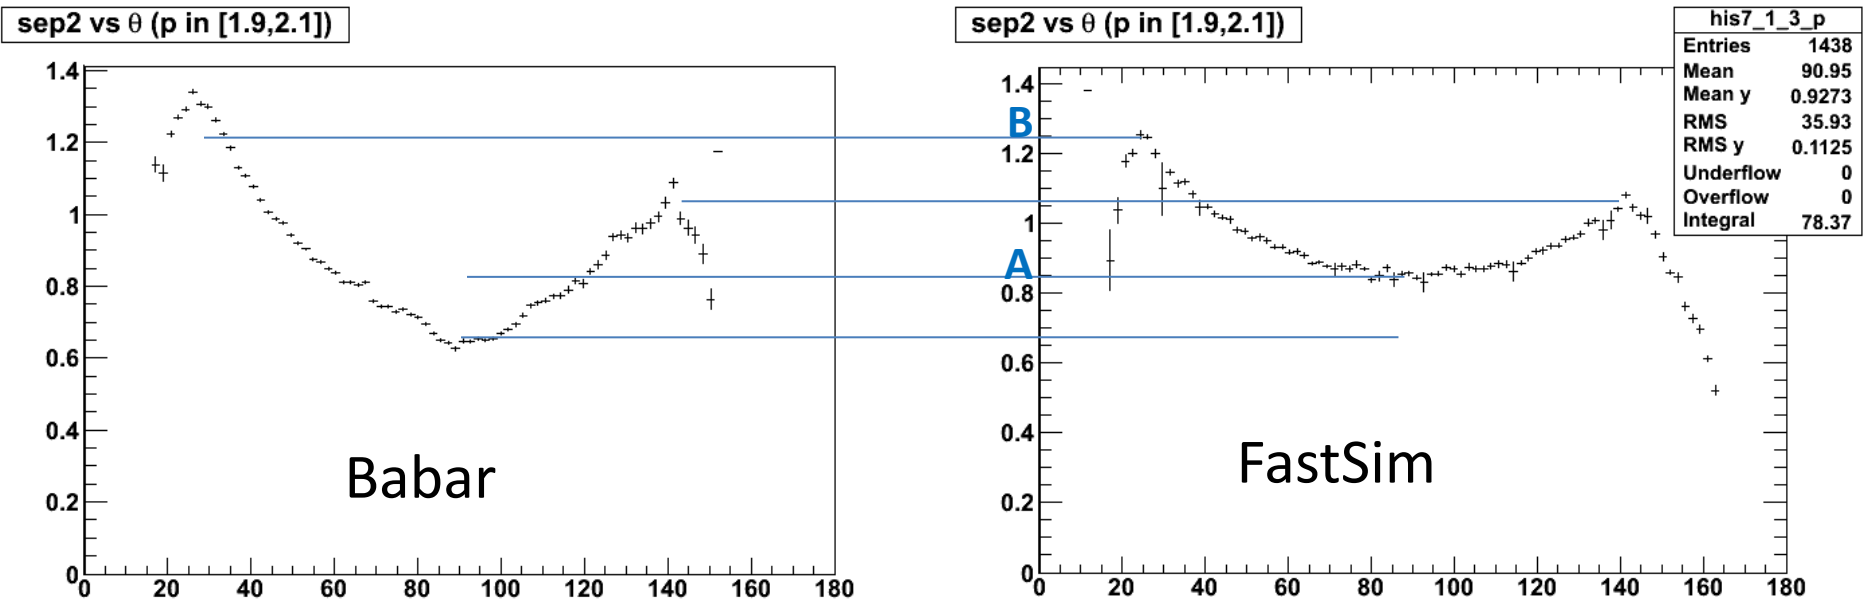 sep2 vs θ (p in [1.9,2.1])
1.4
1.2
1
0.8
0.6
0.4
0.2
0
0 20 40 60 80 100 120 140 160 180
Babar
B
A
sep2 vs θ (p in [1.9,2.1])
his7_1_3_p
Entries 1438
Mean 90.95
Mean y 0.9273
RMS 35.93
RMS y 0.1125
Underflow 0
Overflow 0
Integral 78.37
1.4
1.2
1
0.8
0.6
0.4
0.2
0
0 20 40 60 80 100 120 140 160 180
FastSim